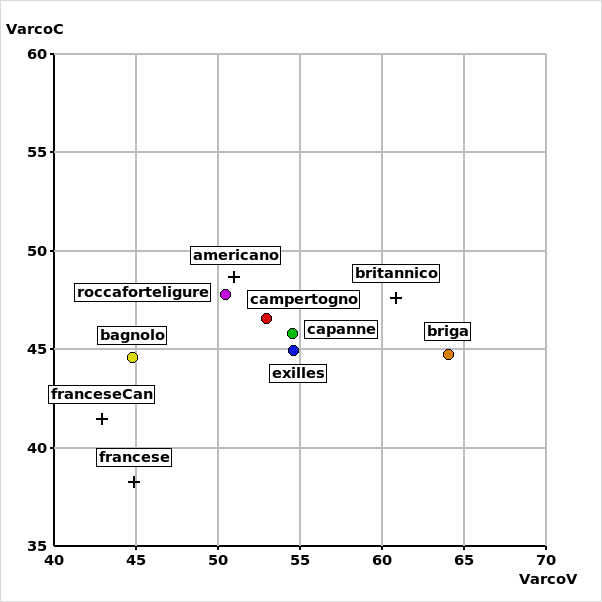 VarcoC
60
55
50
americano
britannico
roccaforteligure
campertogno
capanne
briga
bagnolo
45
exilles
franceseCan
40
francese
35
40 45 50 55 60 65 70
VarcoV